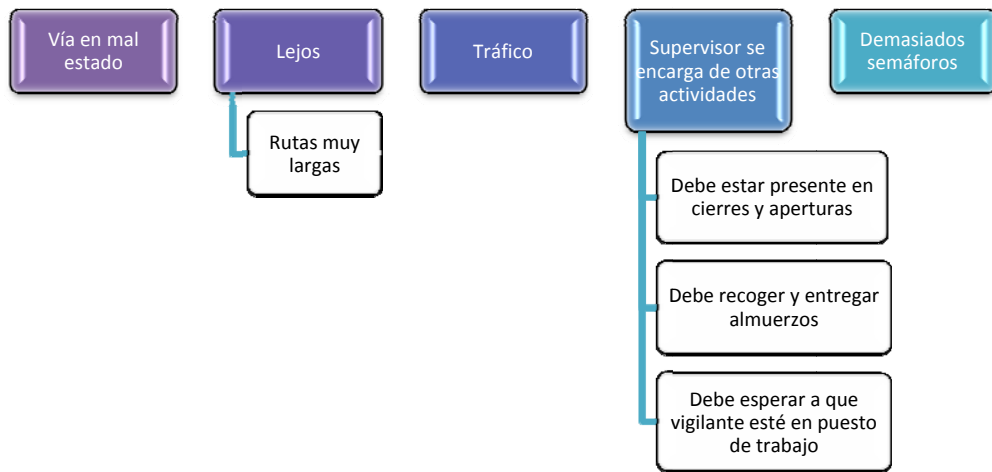 Vía en mal
estado
Lejos
Tráfico
Supervisor se
encarga de otras
actividades
Demasiados
semáforos
Rutas muy
largas
Debe estar presente en
cierres y aperturas
Debe recoger y entregar
almuerzos
Debe esperar a que
vigilante esté en puesto
de trabajo